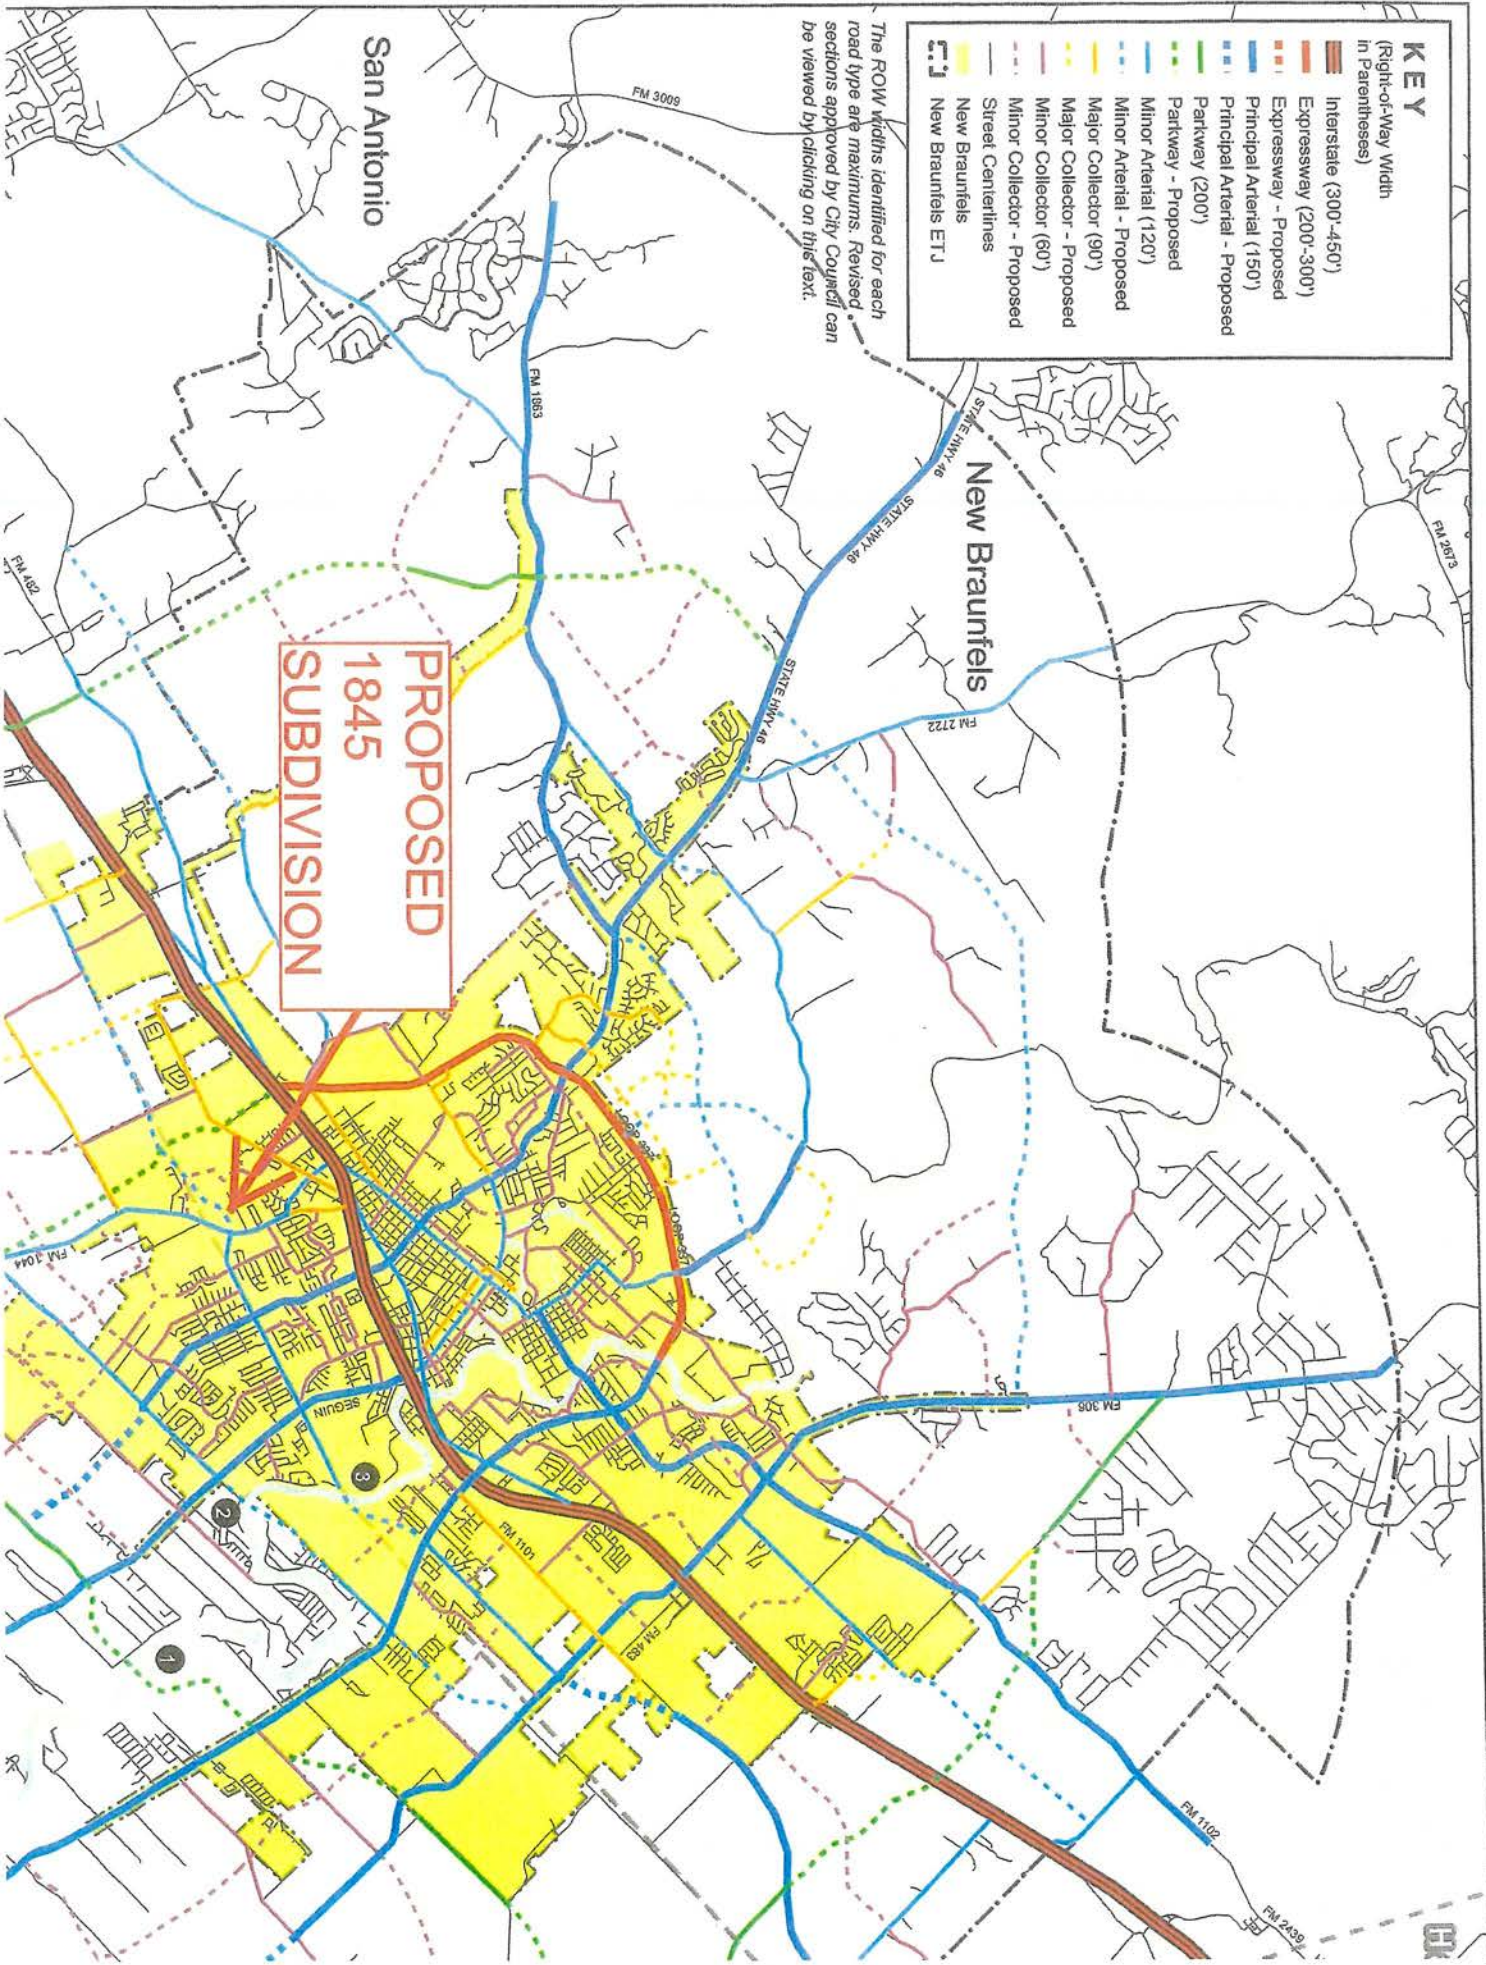 KEY
(Right-of-Way Width
in Parentheses)
Interstate (300'-450')
Expressway (200'-300')
Expressway - Proposed
Principal Arterial (150')
Principal Arterial - Proposed
Parkway (200')
Parkway - Proposed
Minor Arterial (120')
Minor Arterial - Proposed
Major Collector (90')
Major Collector - Proposed
Minor Collector (60')
Minor Collector - Proposed
Street Centerlines
New Braunfels
New Braunfels ETJ
The ROW widths identified for each
road type are maximums. Revised
sections approved by City Council can
be viewed by clicking on this text.
San Antonio
New Braunfels
FM 3009
FM 2673
STATE HWY 46
STATE HWY 46
STATE HWY 46
FM 1863
FM 2722
FM 482
PROPOSED
1845
SUBDIVISION
LOOP 337
LOOP 337
FM 1044
FM 306
SEGUIN
FM 1101
FM 483
FM 1102
FM 2439
3
2
1